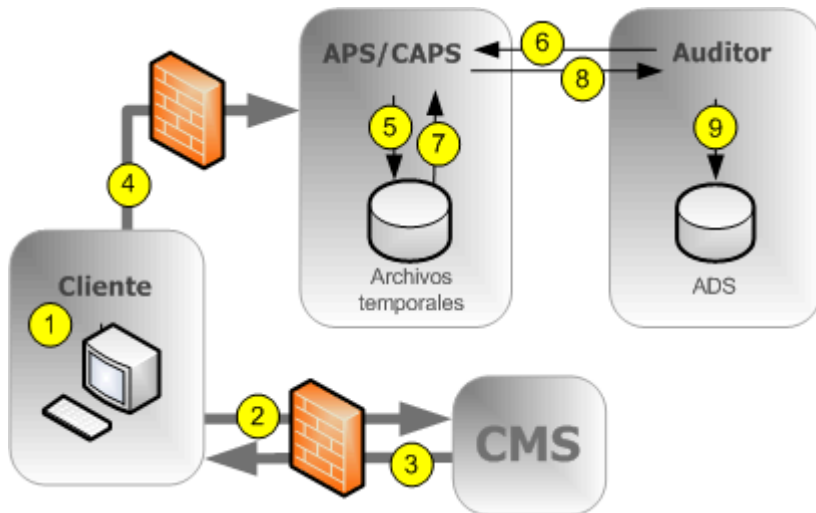 APS/CAPS
6
Auditor
8
5
7
9
4
Archivos
temporales
ADS
Cliente
1
2
CMS
3